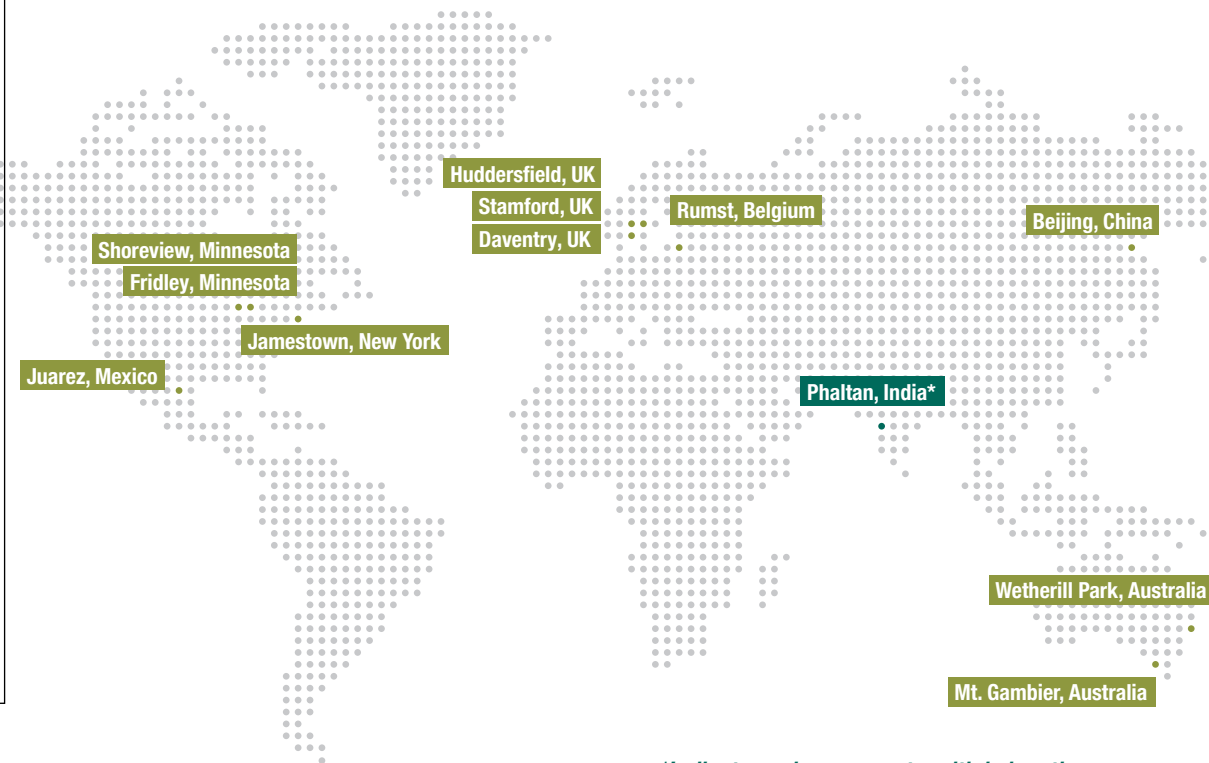 Huddersfield, UK
Stamford, UK
Daventry, UK
Rumst, Belgium
Beijing, China
Shoreview, Minnesota
Fridley, Minnesota
Jamestown, New York
Juarez, Mexico
Phaltan, India*
Wetherill Park, Australia
Mt. Gambier, Australia